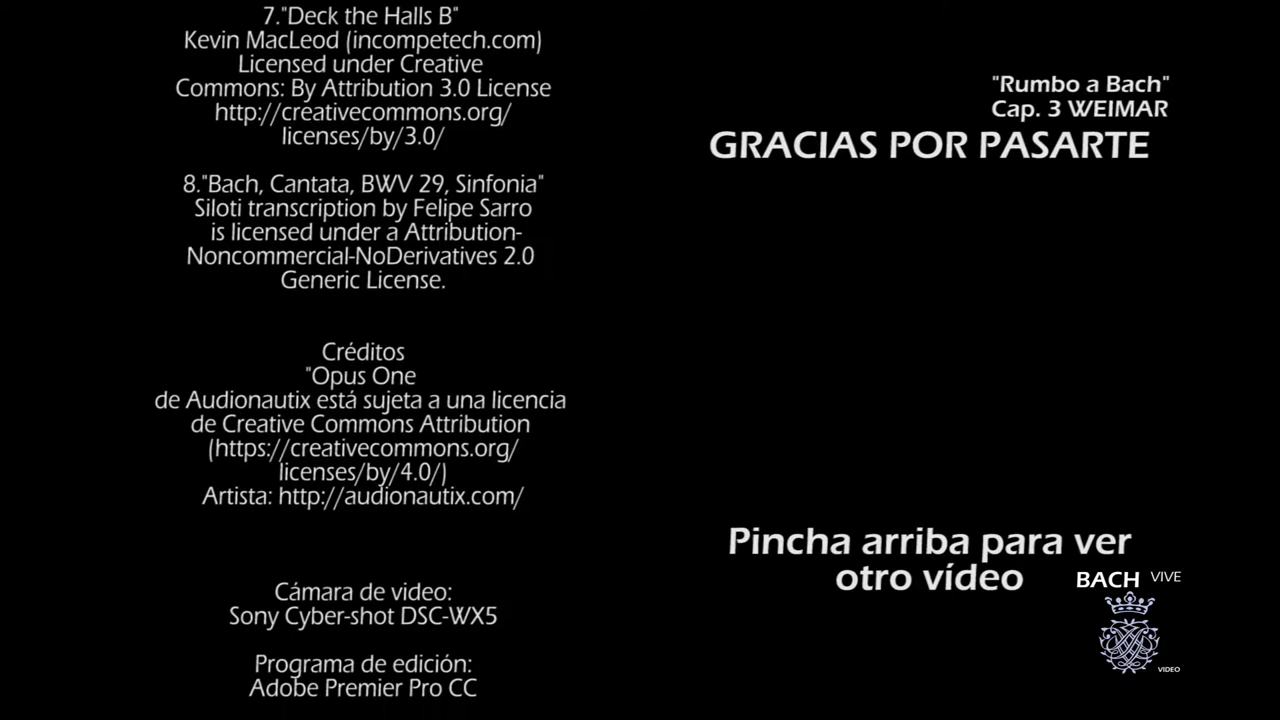 7."Deck the Halls B"
Kevin MacLeod (incompetech.com)
Licensed under Creative
Commons: By Attribution 3.0 License
http://creativecommons.org/
licenses/by/3.0/
8."Bach, Cantata, BWV 29, Sinfonia"
Siloti transcription by Felipe Sarro
is licensed under a Attribution-
Noncommercial-NoDerivatives 2.0
Generic License.
Créditos
"Opus One
de Audionautix está sujeta a una licencia
de Creative Commons Attribution
(https://creativecommons.org/
licenses/by/4.0/)
Artista: http://audionautix.com/
Cámara de video:
Sony Cyber-shot DSC-WX5
Programa de edición:
Adobe Premier Pro CC
"Rumbo a Bach"
Cap. 3 WEIMAR
GRACIAS POR PASARTE
Pincha arriba para ver
otro vídeo
BACH VIVE
VIDEO